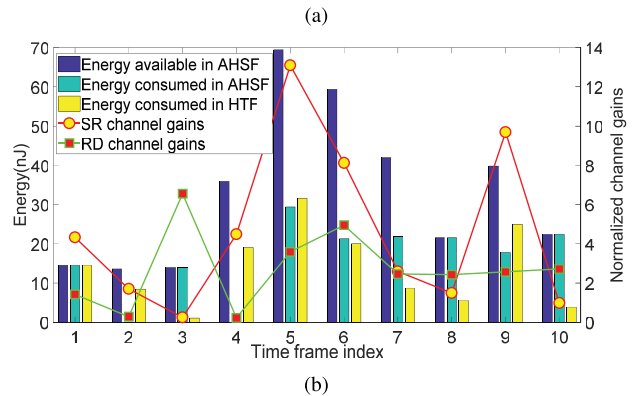 (a)
70
60
50
40
30
20
10
0
Energy(nJ)
Energy available in AHSF
Energy consumed in AHSF
Energy consumed in HTF
SR channel gains
RD channel gains
14
12
10
8
6
4
2
0
Normalized channel gains
1 2 3 4 5 6 7 8 9 10
Time frame index
(b)